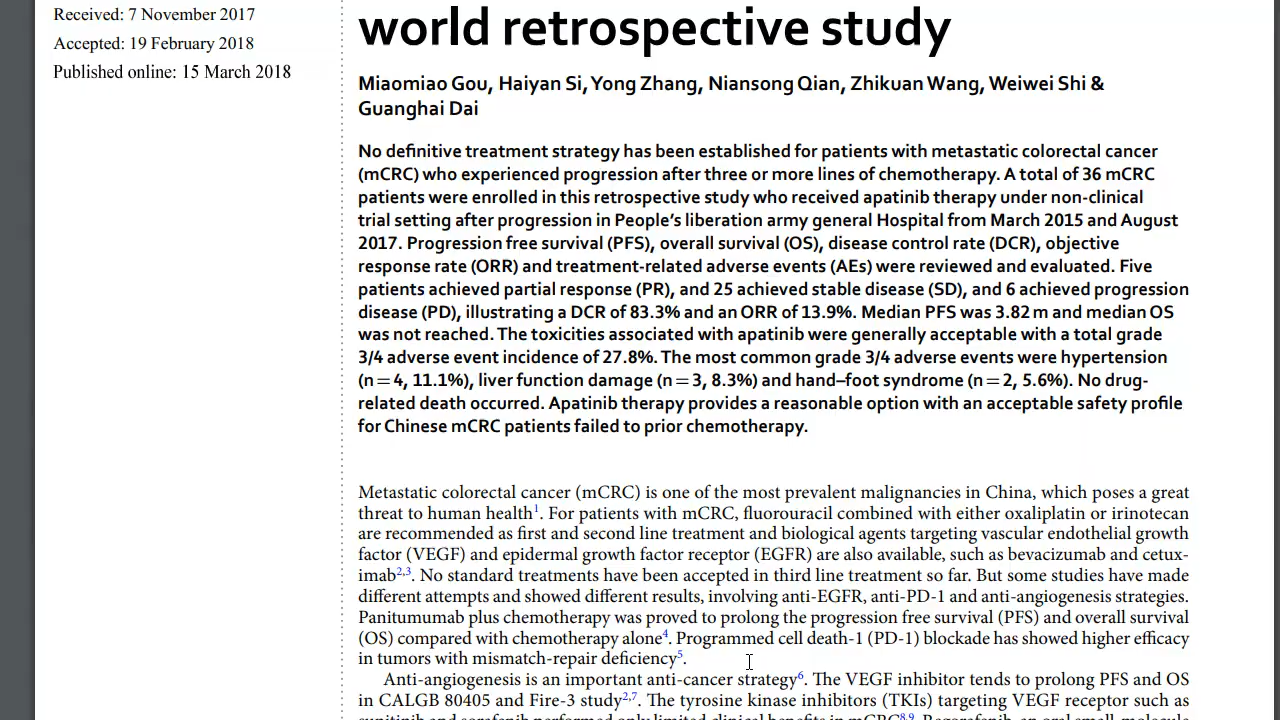 Received: 7 November 2017
Accepted: 19 February 2018
Published online: 15 March 2018
world retrospective study
Miaomiao Gou, Haiyan Si, Yong Zhang, Niansong Qian, Zhikuan Wang, Weiwei Shi &
Guanghai Dai
No definitive treatment strategy has been established for patients with metastatic colorectal cancer
(mCRC) who experienced progression after three or more lines of chemotherapy. A total of 36 mCRC
patients were enrolled in this retrospective study who received apatinib therapy under non-clinical
trial setting after progression in People's liberation army general Hospital from March 2015 and August
2017. Progression free survival (PFS), overall survival (OS), disease control rate (DCR), objective
response rate (ORR) and treatment-related adverse events (AEs) were reviewed and evaluated. Five
patients achieved partial response (PR), and 25 achieved stable disease (SD), and 6 achieved progression
disease (PD), illustrating a DCR of 83.3% and an ORR of 13.9%. Median PFS was 3.82 m and median OS
was not reached. The toxicities associated with apatinib were generally acceptable with a total grade
3/4 adverse event incidence of 27.8%. The most common grade 3/4 adverse events were hypertension
(n = 4, 11.1%), liver function damage (n = 3, 8.3%) and hand–foot syndrome (n = 2, 5.6%). No drug-
related death occurred. Apatinib therapy provides a reasonable option with an acceptable safety profile
for Chinese mCRC patients failed to prior chemotherapy.
Metastatic colorectal cancer (mCRC) is one of the most prevalent malignancies in China, which poses a great
threat to human health1. For patients with mCRC, fluorouracil combined with either oxaliplatin or irinotecan
are recommended as first and second line treatment and biological agents targeting vascular endothelial growth
factor (VEGF) and epidermal growth factor receptor (EGFR) are also available, such as bevacizumab and cetux-
imab2,3. No standard treatments have been accepted in third line treatment so far. But some studies have made
different attempts and showed different results, involving anti-EGFR, anti-PD-1 and anti-angiogenesis strategies.
Panitumumab plus chemotherapy was proved to prolong the progression free survival (PFS) and overall survival
(OS) compared with chemotherapy alone4. Programmed cell death-1 (PD-1) blockade has showed higher efficacy
in tumors with mismatch-repair deficiency5.
Anti-angiogenesis is an important anti-cancer strategy6. The VEGF inhibitor tends to prolong PFS and OS
in CALGB 80405 and Fire-3 study2,7. The tyrosine kinase inhibitors (TKIs) targeting VEGF receptor such as
sunitinib and sorafenib performed only limited clinical benefits in mCRC8,9. Regorafenib, an oral small-molecule